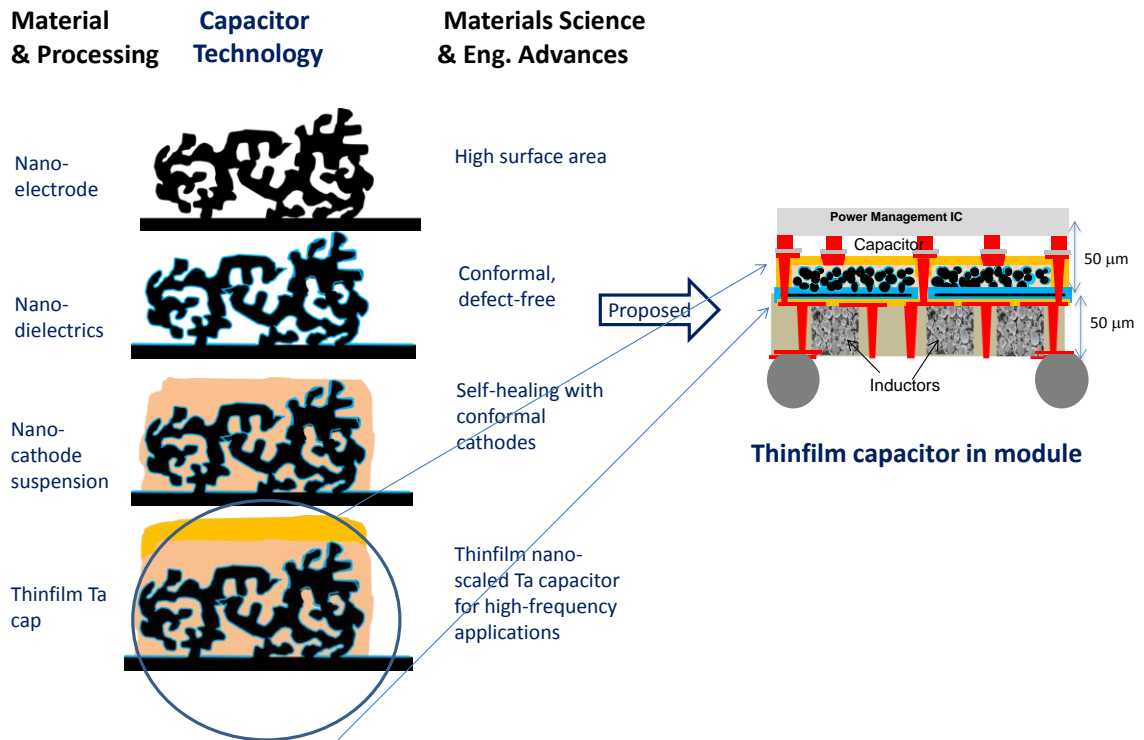 Material
& Processing
Capacitor
Technology
Materials Science
& Eng. Advances
Nano-
electrode
High surface area
Nano-
dielectrics
Conformal,
defect-free
Nano-
cathode
suspension
Self-healing with
conformal
cathodes
Thinfilm Ta
cap
Thinfilm nano-
scaled Ta capacitor
for high-frequency
applications
Proposed
Power Management IC
Capacitor
50 μm
50 μm
Inductors
Thinfilm capacitor in module